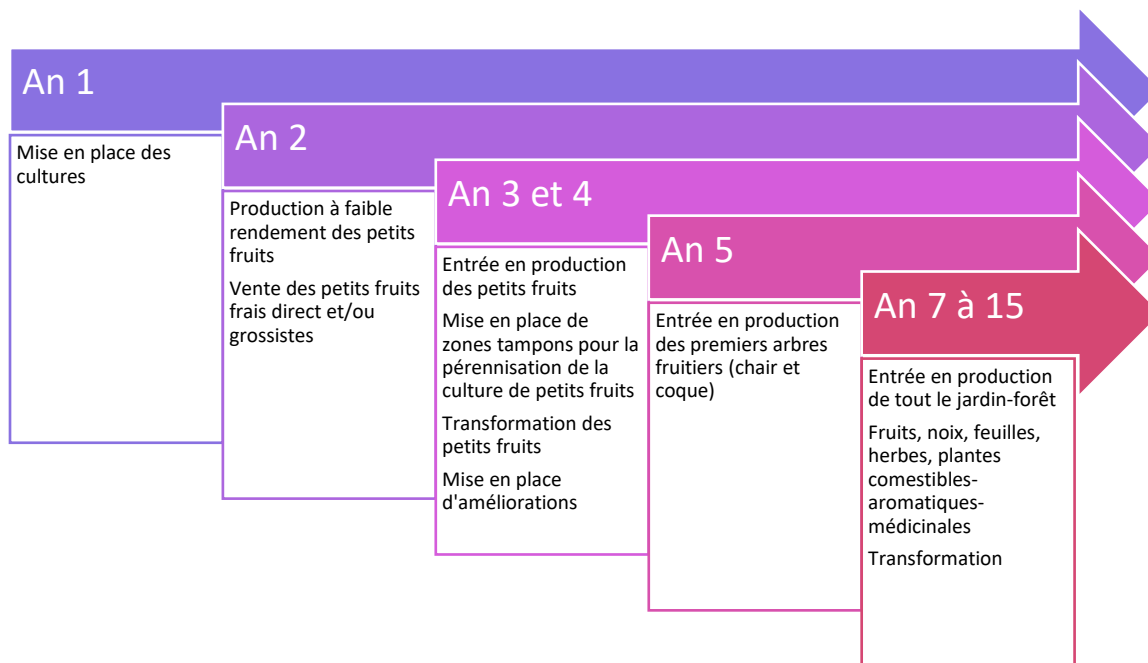 An 1
Mise en place des
cultures
An 2
Production à faible
rendement des petits
fruits
Vente des petits fruits
frais direct et/ou
grossistes
An 3 et 4
Entrée en production
des petits fruits
Mise en place de
zones tampons pour la
pérennisation de la
culture de petits fruits
Transformation des
petits fruits
Mise en place
d'améliorations
An 5
Entrée en production
des premiers arbres
fruitiers (chair et
coque)
An 7 à 15
Entrée en production
de tout le jardin-forêt
Fruits, noix, feuilles,
herbes, plantes
comestibles-
aromatiques-
médicinales
Transformation